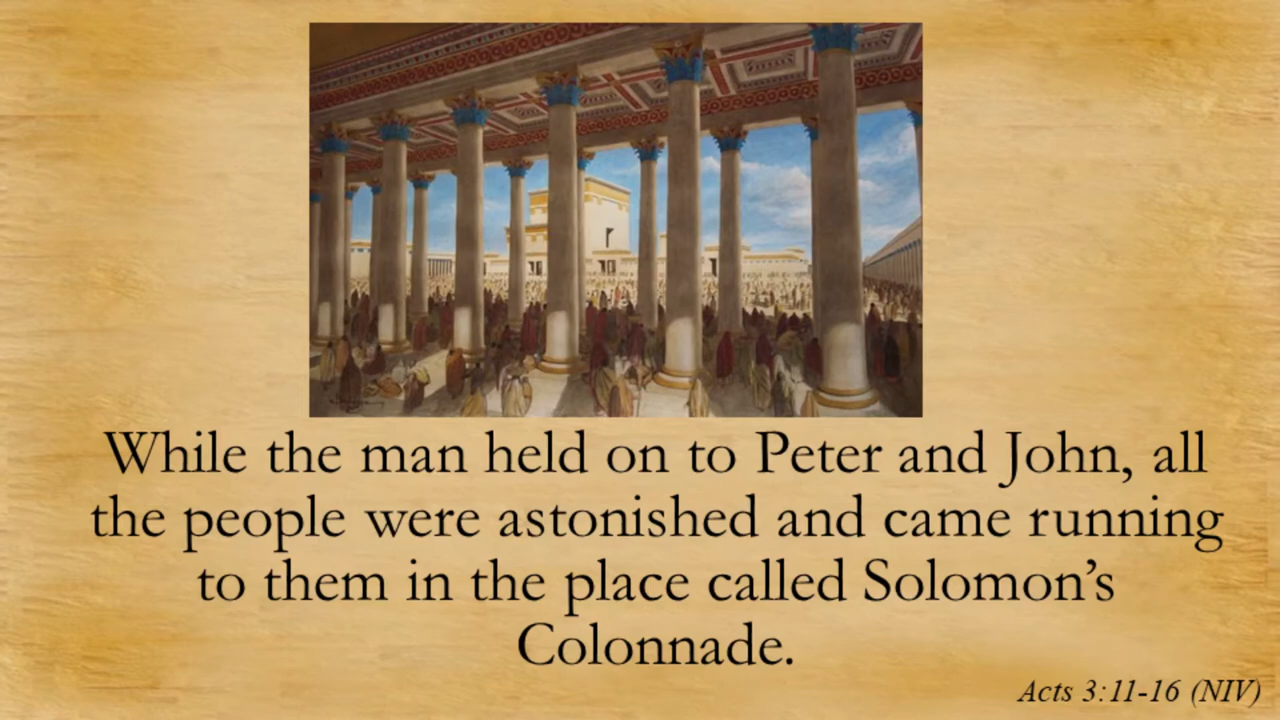 While the man held on to Peter and John, all
the people were astonished and came running
to them in the place called Solomon’s
Colonnade.
Acts 3:11-16 (NIV)